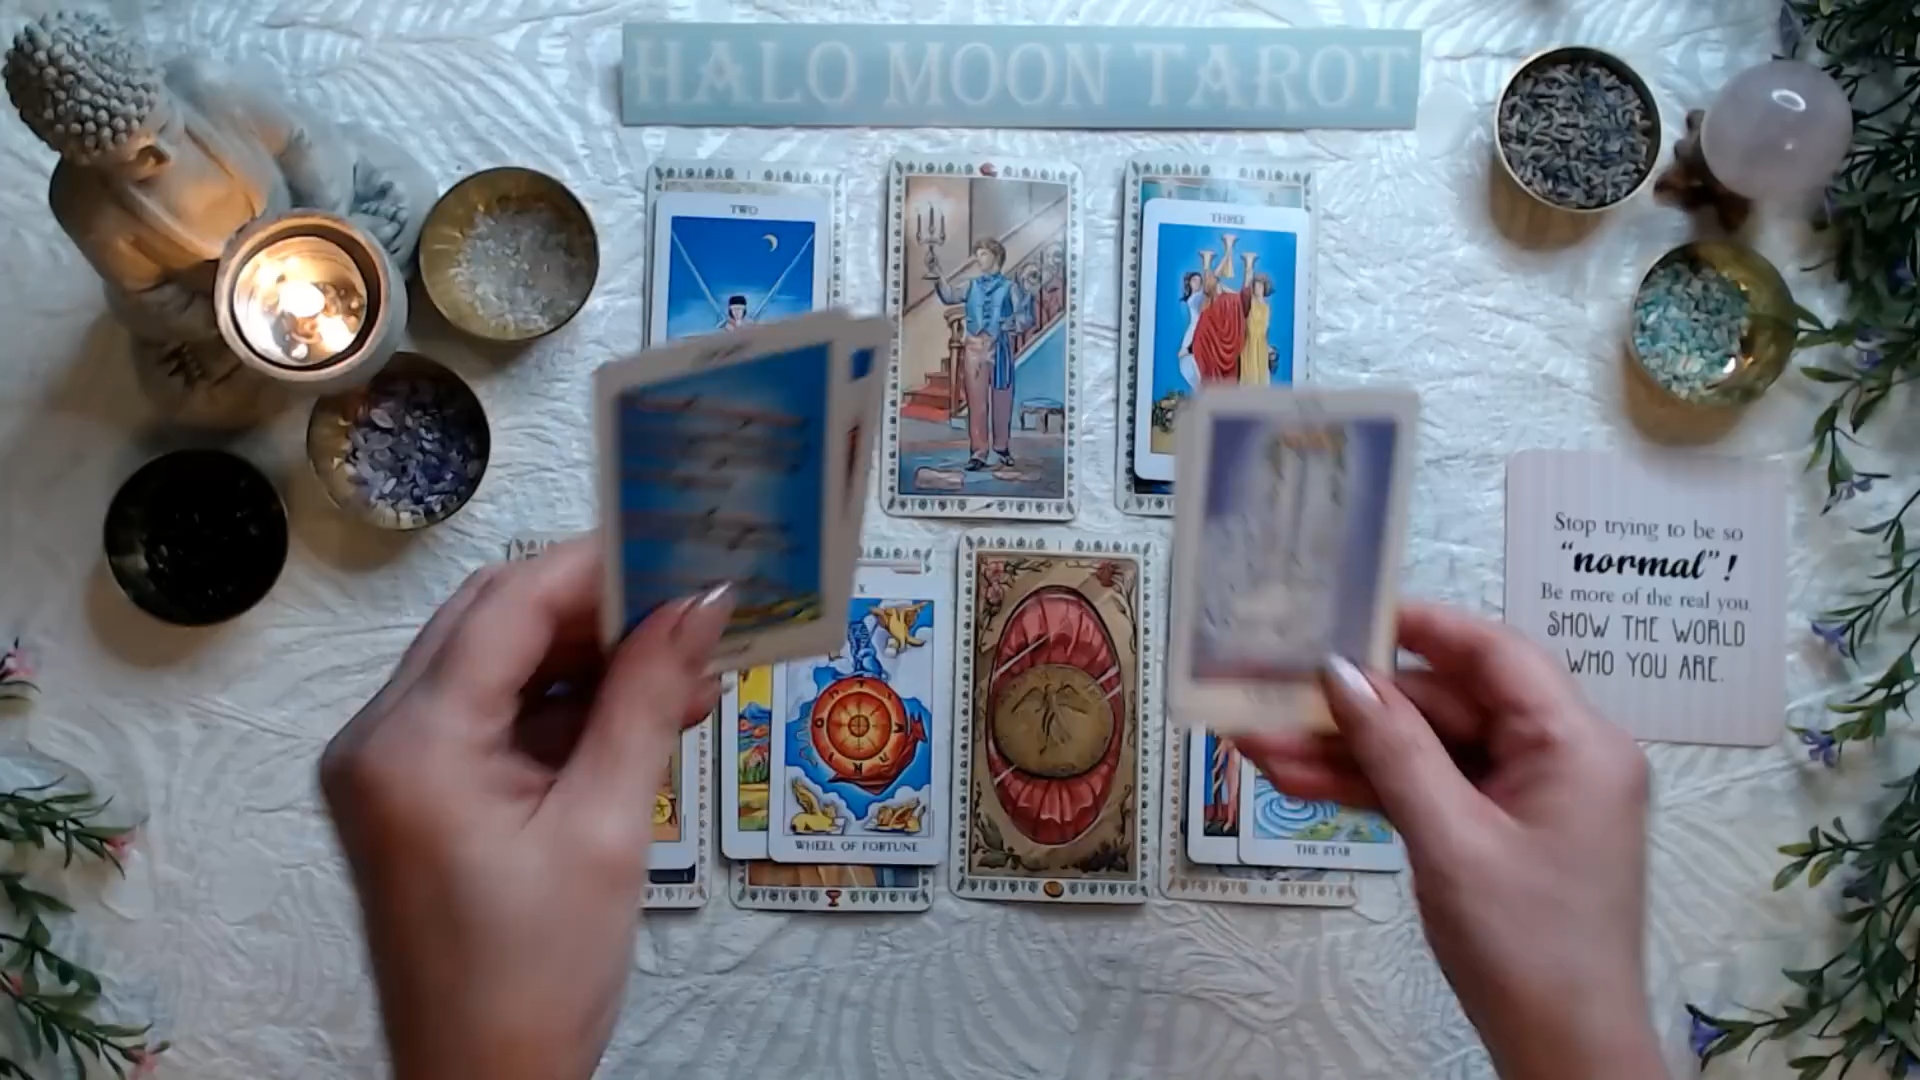 HALO MOON TAROT
TWO
THREE
Stop trying to be so
"normal"!
Be more of the real you.
SHOW THE WORLD
WHO YOU ARE.
X
WHEEL OF FORTUNE
THE STAR